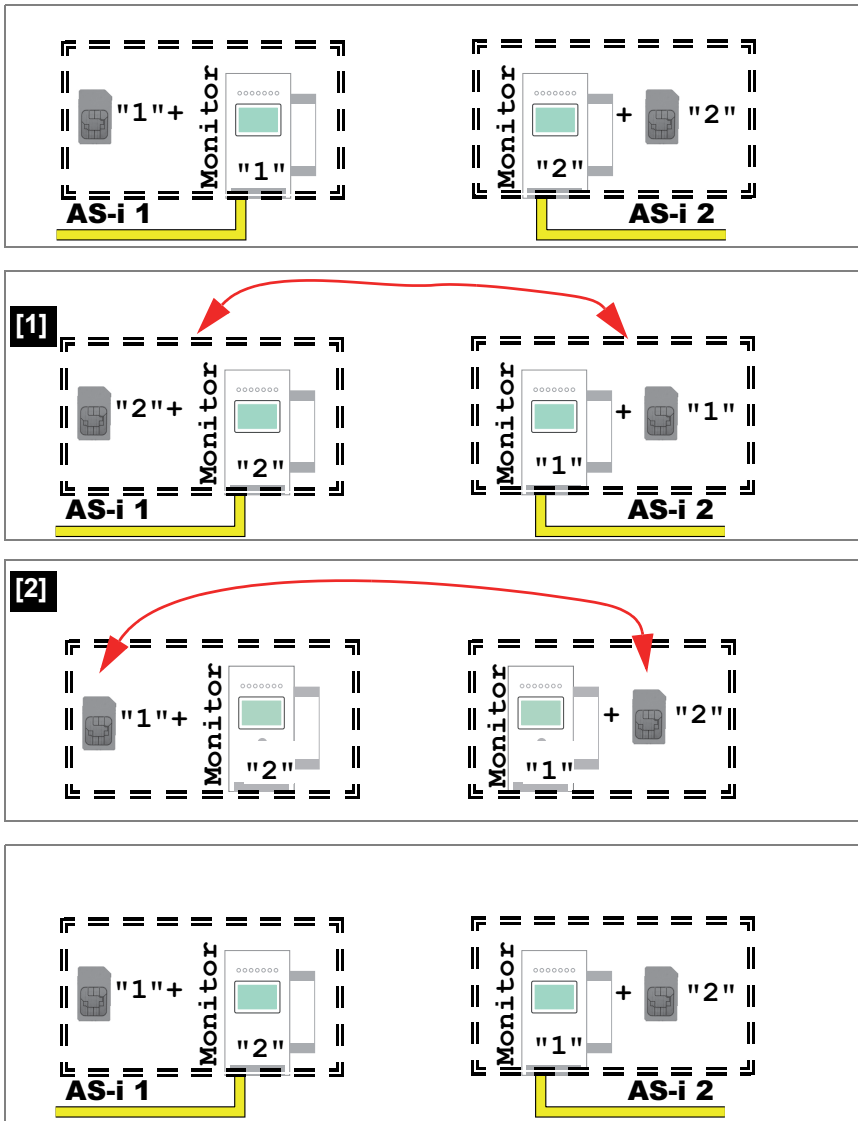 "1"+ Monitor "1" Monitor "2" + "2"
AS-i 1 AS-i 2
[1]
"2"+ Monitor "2" Monitor "1" + "1"
AS-i 1 AS-i 2
[2]
"1"+ Monitor "2" Monitor "1" + "2"
"1"+ Monitor "2" Monitor "1" + "2"
AS-i 1 AS-i 2